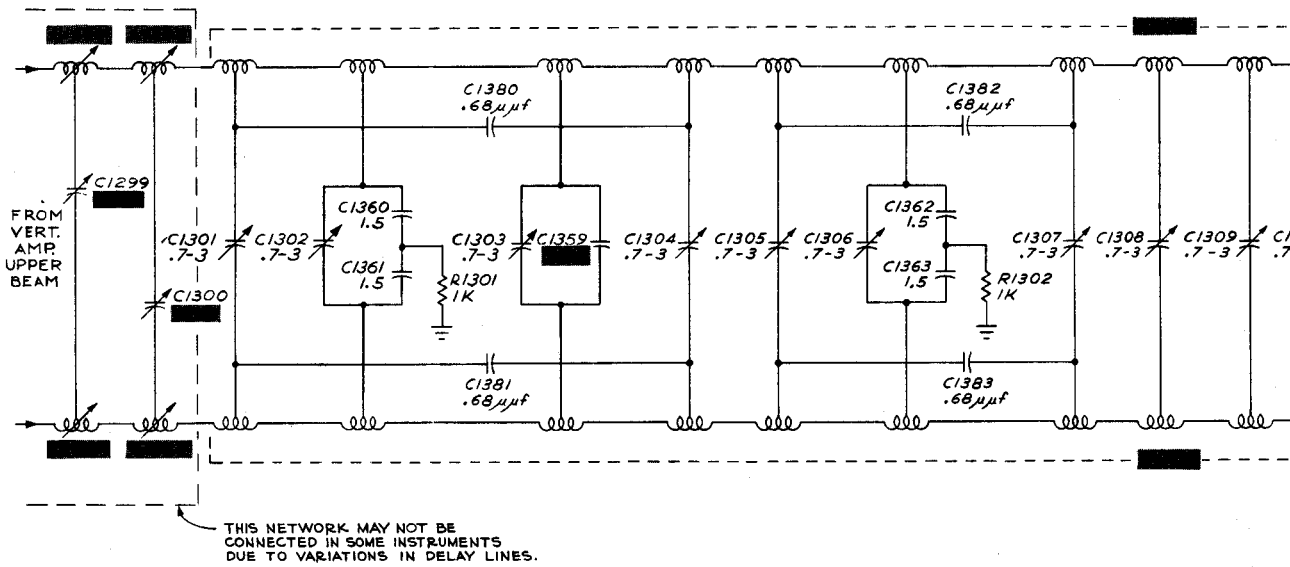 C1380
.68μμf
C1382
.68μμf
C1299
FROM
VERT.
AMP.
UPPER
BEAM
C1360
1.5
C1362
1.5
C1301
.7-3
C1302
.7-3
C1303
.7-3
C1359
C1304
.7-3
C1305
.7-3
C1306
.7-3
C1307
.7-3
C1308
.7-3
C1309
.7-3
C1361
1.5
R1301
1K
C1363
1.5
R1302
1K
C1300
C1381
.68μμf
C1383
.68μμf
THIS NETWORK MAY NOT BE
CONNECTED IN SOME INSTRUMENTS
DUE TO VARIATIONS IN DELAY LINES.